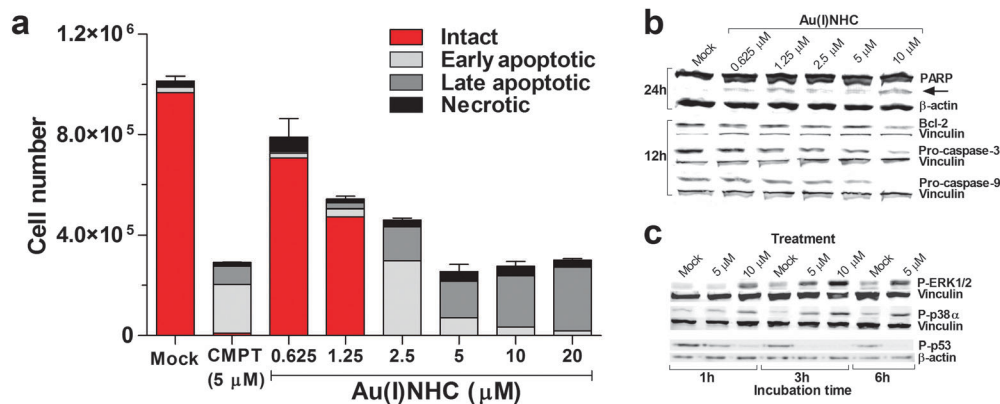 a
1.2×10⁶
8.0×10⁵
4.0×10⁵
0
Cell number
Intact
Early apoptotic
Late apoptotic
Necrotic
Mock CMPT 0.625 1.25 2.5 5 10 20
(5 μM)
Au(I)NHC (μM)
b
Au(I)NHC
Mock 0.625 μM 1.25 μM 2.5 μM 5 μM 10 μM
24h
PARP
β-actin
12h
Bcl-2
Vinculin
Pro-caspase-3
Vinculin
Pro-caspase-9
Vinculin
c
Treatment
Mock 5 μM 10 μM Mock 5 μM 10 μM Mock 5 μM
P-ERK1/2
Vinculin
P-p38α
Vinculin
P-p53
β-actin
1h 3h 6h
Incubation time